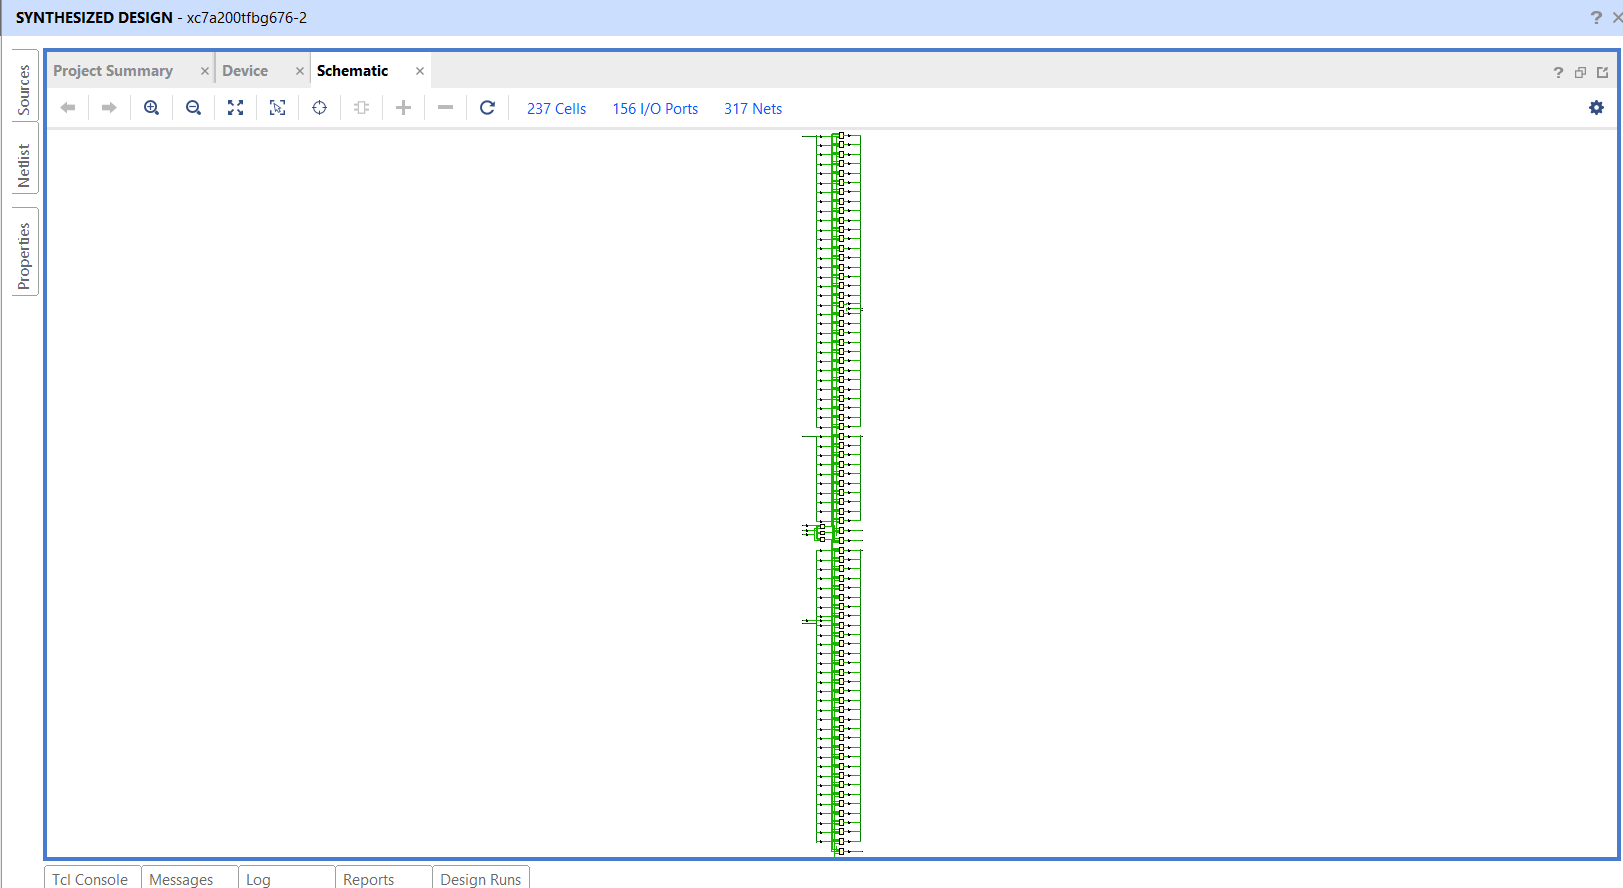 SYNTHESIZED DESIGN - xc7a200tfbg676-2
Sources
Netlist
Properties
Project Summary
Device
Schematic
237 Cells
156 I/O Ports
317 Nets
Tcl Console
Messages
Log
Reports
Design Runs